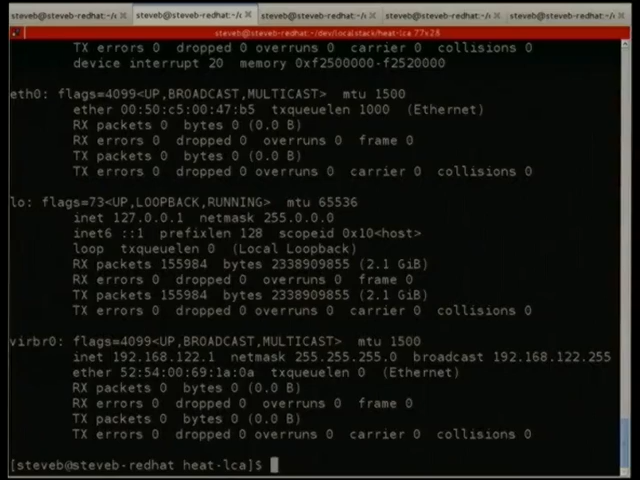 steveb@steveb-redhat:~/ steveb@steveb-redhat:~/ steveb@steveb-redhat:~/ steveb@steveb-redhat:~/ steveb@steveb-redhat:~/
steveb@steveb-redhat:~/dev/localstack/heat-lca 77x28
TX errors 0 dropped 0 overruns 0 carrier 0 collisions 0
device interrupt 20 memory 0xf2500000-f2520000
eth0: flags=4099<UP,BROADCAST,MULTICAST> mtu 1500
ether 00:50:c5:00:47:b5 txqueuelen 1000 (Ethernet)
RX packets 0 bytes 0 (0.0 B)
RX errors 0 dropped 0 overruns 0 frame 0
TX packets 0 bytes 0 (0.0 B)
TX errors 0 dropped 0 overruns 0 carrier 0 collisions 0
lo: flags=73<UP,LOOPBACK,RUNNING> mtu 65536
inet 127.0.0.1 netmask 255.0.0.0
inet6 ::1 prefixlen 128 scopeid 0x10<host>
loop txqueuelen 0 (Local Loopback)
RX packets 155984 bytes 2338909855 (2.1 GiB)
RX errors 0 dropped 0 overruns 0 frame 0
TX packets 155984 bytes 2338909855 (2.1 GiB)
TX errors 0 dropped 0 overruns 0 carrier 0 collisions 0
virbr0: flags=4099<UP,BROADCAST,MULTICAST> mtu 1500
inet 192.168.122.1 netmask 255.255.255.0 broadcast 192.168.122.255
ether 52:54:00:69:1a:0a txqueuelen 0 (Ethernet)
RX packets 0 bytes 0 (0.0 B)
RX errors 0 dropped 0 overruns 0 frame 0
TX packets 0 bytes 0 (0.0 B)
TX errors 0 dropped 0 overruns 0 carrier 0 collisions 0
[steveb@steveb-redhat heat-lca]$